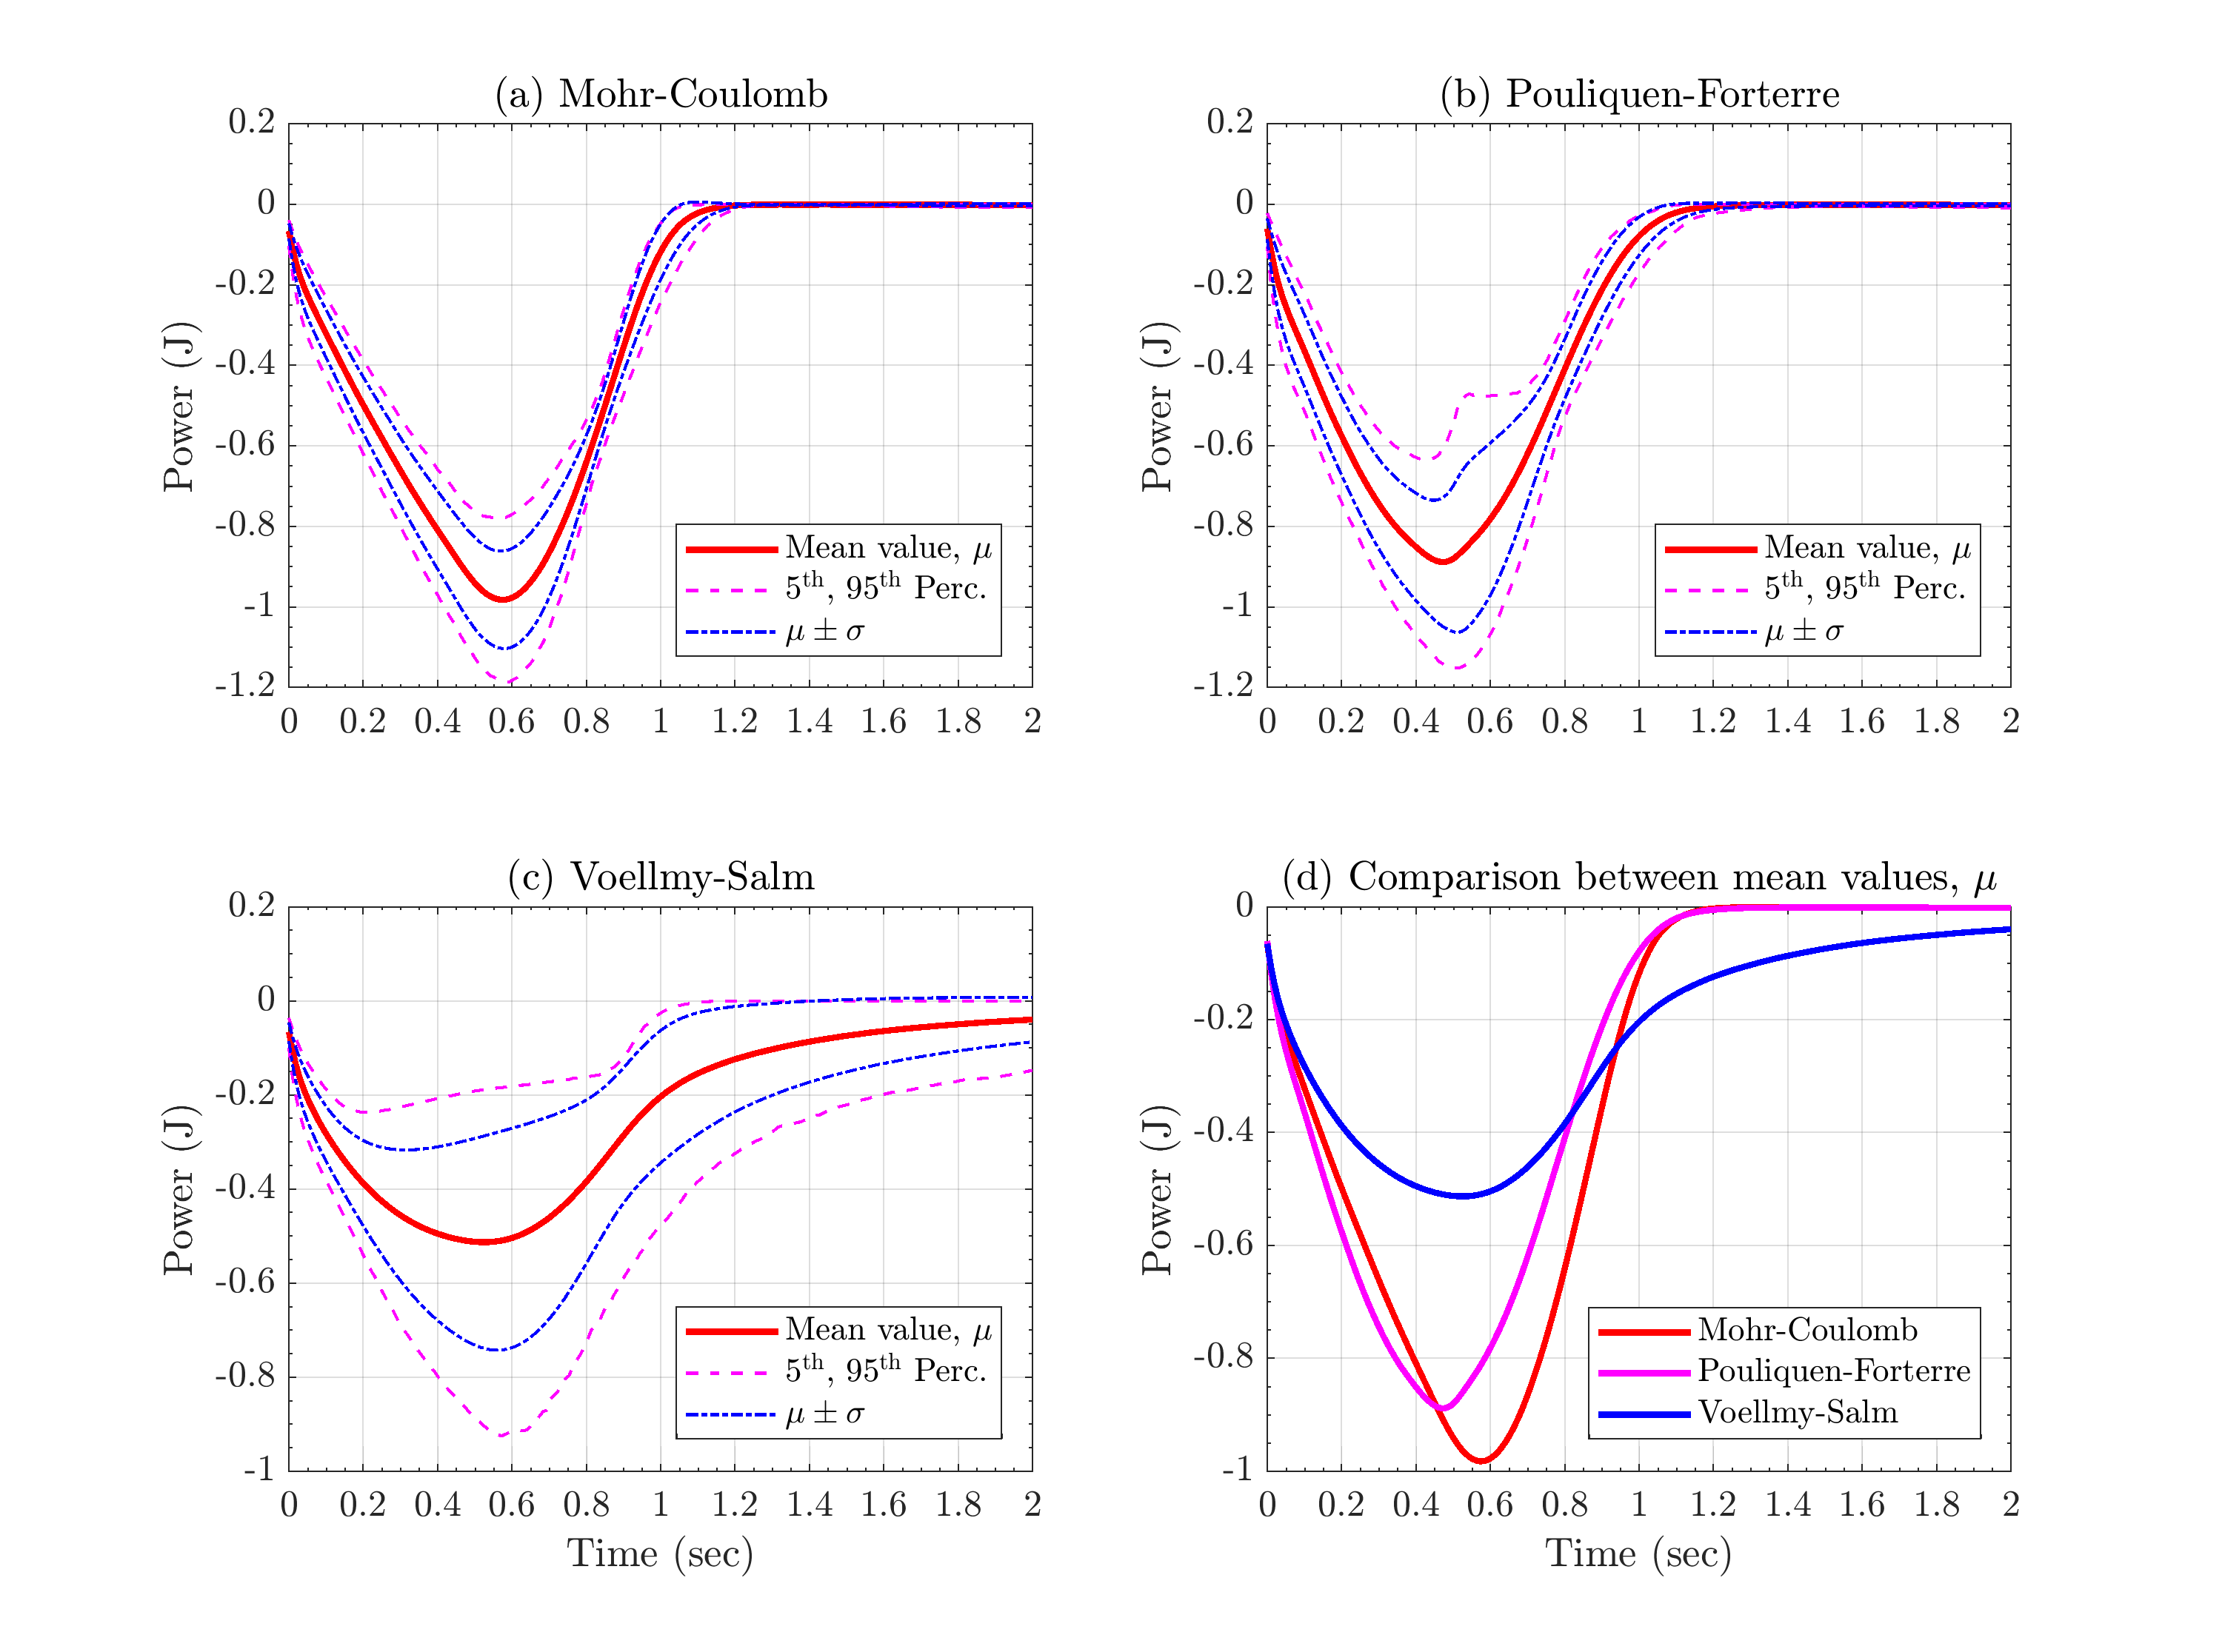 (a) Mohr-Coulomb
0.2
0
-0.2
-0.4
-0.6
-0.8
-1
-1.2
Power (J)
0 0.2 0.4 0.6 0.8 1 1.2 1.4 1.6 1.8 2
Mean value, μ
5th, 95th Perc.
μ ± σ
(b) Pouliquen-Forterre
0.2
0
-0.2
-0.4
-0.6
-0.8
-1
-1.2
Power (J)
0 0.2 0.4 0.6 0.8 1 1.2 1.4 1.6 1.8 2
Mean value, μ
5th, 95th Perc.
μ ± σ
(c) Voellmy-Salm
0.2
0
-0.2
-0.4
-0.6
-0.8
-1
Power (J)
0 0.2 0.4 0.6 0.8 1 1.2 1.4 1.6 1.8 2
Time (sec)
Mean value, μ
5th, 95th Perc.
μ ± σ
(d) Comparison between mean values, μ
0
-0.2
-0.4
-0.6
-0.8
-1
Power (J)
0 0.2 0.4 0.6 0.8 1 1.2 1.4 1.6 1.8 2
Time (sec)
Mohr-Coulomb
Pouliquen-Forterre
Voellmy-Salm